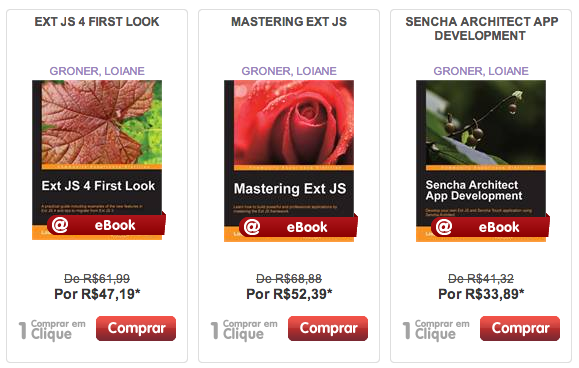 EXT JS 4 FIRST LOOK
GRONER, LOIANE
Ext JS 4 First Look
A practical guide including examples of the new features in
Ext JS 4 and tips to migrate from Ext JS 3
@ eBook
De R$61,99
Por R$47,19*
1 Comprar em
Clique
Comprar
MASTERING EXT JS
GRONER, LOIANE
Mastering Ext JS
Learn how to build powerful and professional applications by
mastering the Ext JS framework
@ eBook
De R$68,88
Por R$52,39*
1 Comprar em
Clique
Comprar
SENCHA ARCHITECT APP
DEVELOPMENT
GRONER, LOIANE
Sencha Architect
App Development
Develop your own Ext JS and Sencha Touch application using
Sencha Architect
@ eBook
De R$41,32
Por R$33,89*
1 Comprar em
Clique
Comprar